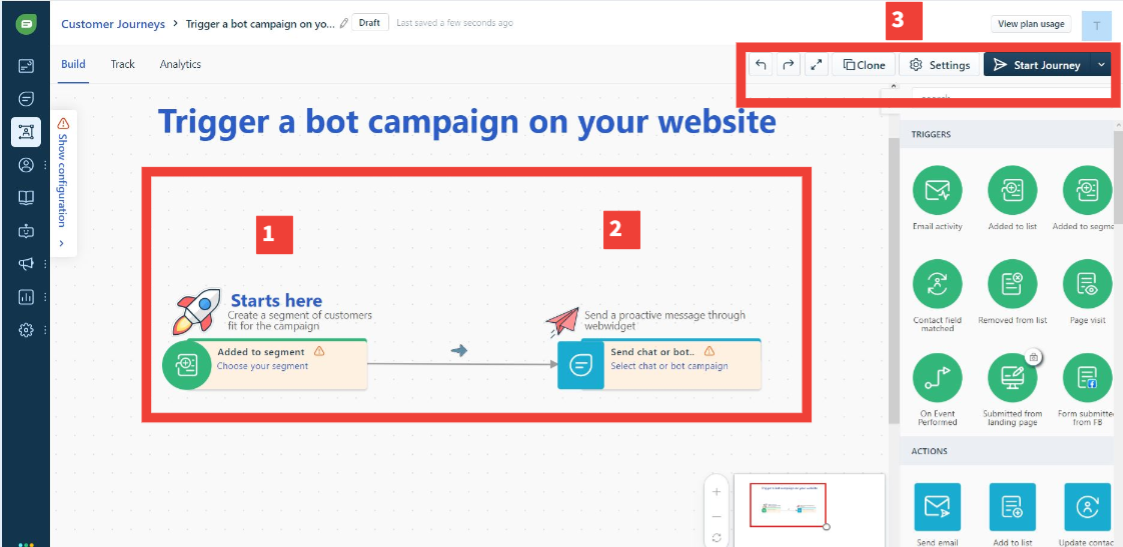 Customer Journeys > Trigger a bot campaign on yo... Draft Last saved a few seconds ago
3
View plan usage
T
Build Track Analytics
Clone Settings Start Journey
Show configuration
Trigger a bot campaign on your website
1
2
Starts here
Create a segment of customers
fit for the campaign
Added to segment
Choose your segment
Send a proactive message through
webwidget
Send chat or bot..
Select chat or bot campaign
TRIGGERS
Email activity
Added to list
Added to segme
Contact field
matched
Removed from list
Page visit
On Event
Performed
Submitted from
landing page
Form submitte
from FB
ACTIONS
Send email
Add to list
Update contac